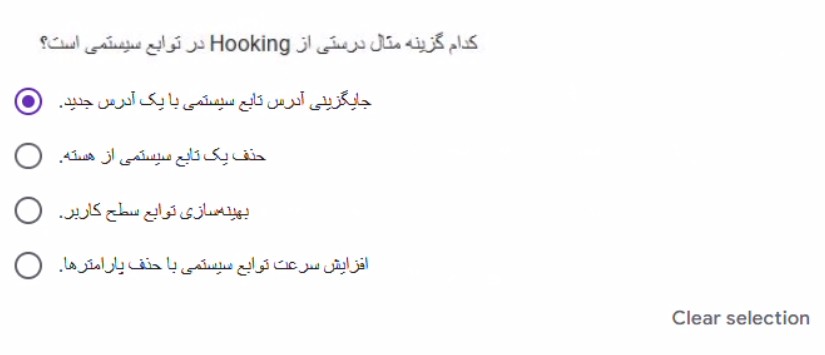 کدام گزینه مثال درستی از Hooking در توابع سیستمی است؟
جایگزینی آدرس تابع سیستمی با یک آدرس جدید.
حذف یک تابع سیستمی از هسته.
بهینه‌سازی توابع سطح کاربر.
افزایش سرعت توابع سیستمی با حذف پارامترها.
Clear selection